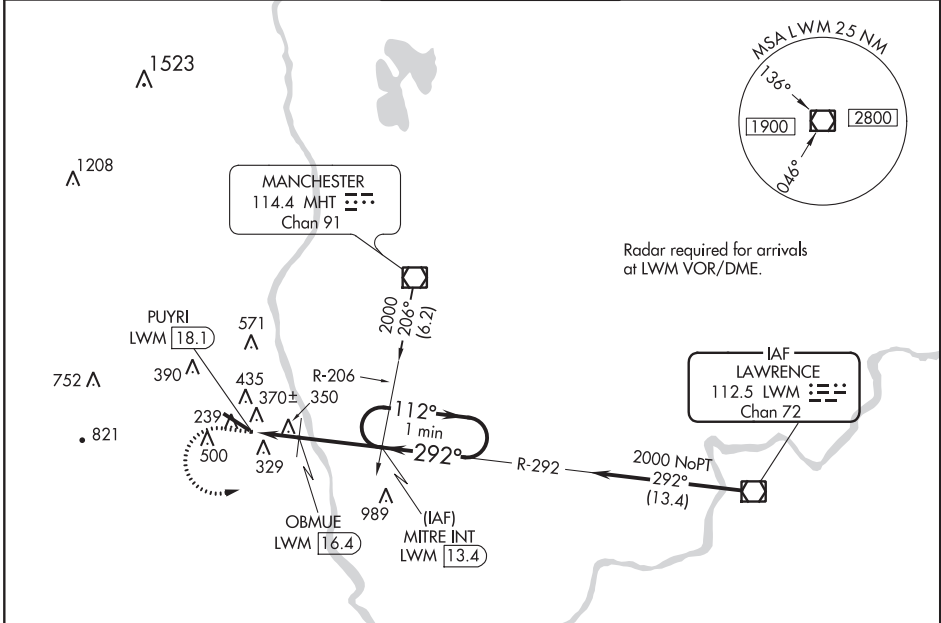 MSA LWM 25 NM
136°
1900
2800
046°
1523
1208
MANCHESTER
114.4 MHT
Chan 91
Radar required for arrivals
at LWM VOR/DME.
2000
206°
(6.2)
PUYRI
LWM 18.1
571
390
752
435
R-206
370±
350
239
821
500
329
112°
1 min
292°
R-292
2000 NoPT
292°
(13.4)
IAF
LAWRENCE
112.5 LWM
Chan 72
989
OBMUE
LWM 16.4
(IAF)
MITRE INT
LWM 13.4